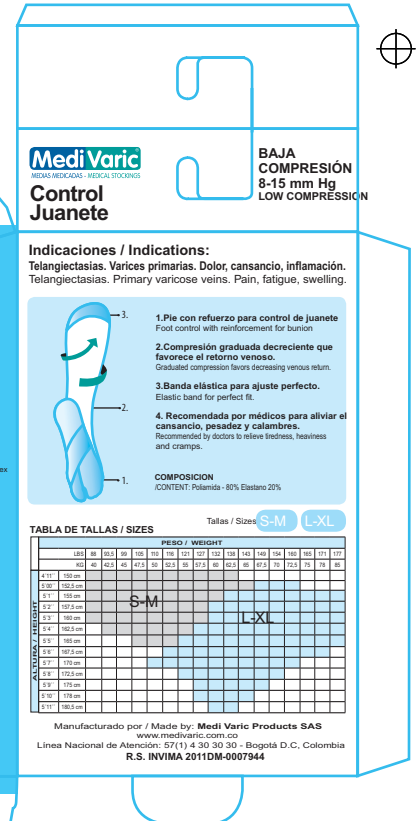 Medi Varic®
MEDIAS MEDICADAS - MEDICAL STOCKINGS
Control
Juanete
BAJA
COMPRESIÓN
8-15 mm Hg
LOW COMPRESSION
Indicaciones / Indications:
Telangiectasias. Varices primarias. Dolor, cansancio, inflamación.
Telangiectasias. Primary varicose veins. Pain, fatigue, swelling.
3.
2.
1.
1.Pie con refuerzo para control de juanete
Foot control with reinforcement for bunion
2.Compresión graduada decreciente que
favorece el retorno venoso.
Graduated compression favors decreasing venous return.
3.Banda elástica para ajuste perfecto.
Elastic band for perfect fit.
4. Recomendada por médicos para aliviar el
cansancio, pesadez y calambres.
Recommended by doctors to relieve tiredness, heaviness
and cramps.
COMPOSICION
/CONTENT: Poliamida - 80% Elastano 20%
ex
Tallas / Sizes S-M L-XL
TABLA DE TALLAS / SIZES
PESO / WEIGHT
LBS 88 93,5 99 105 110 116 121 127 132 138 143 149 154 160 165 171 177
KG 40 42,5 45 47,5 50 52,5 55 57,5 60 62,5 65 67,5 70 72,5 75 78 85
ALTURA / HEIGHT
4´11¨ 150 cm
5´00¨ 152,5 cm
5´1¨ 155 cm
5´2¨ 157,5 cm
5´3¨ 160 cm
5´4¨ 162,5 cm
5´5¨ 165 cm
5´6¨ 167,5 cm
5´7¨ 170 cm
5´8¨ 172,5 cm
5´9¨ 175 cm
5´10¨ 178 cm
5´11¨ 180,5 cm
S-M
L-XL
Manufacturado por / Made by: Medi Varic Products SAS
www.medivaric.com.co
Línea Nacional de Atención: 57(1) 4 30 30 30 - Bogotá D.C, Colombia
R.S. INVIMA 2011DM-0007944